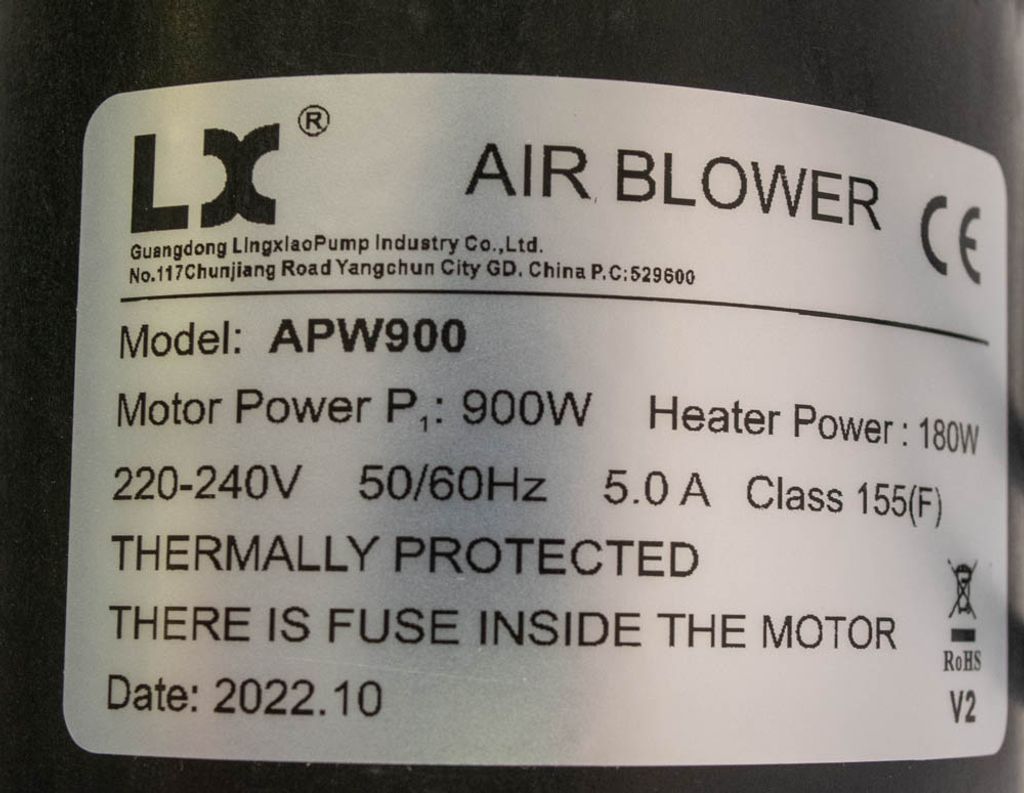 LX ®
AIR BLOWER
CE
Guangdong LingxiaoPump Industry Co.,Ltd.
No.117Chunjiang Road Yangchun City GD. China P.C:529600
Model: APW900
Motor Power P₁: 900W Heater Power : 180W
220-240V 50/60Hz 5.0 A Class 155(F)
THERMALLY PROTECTED
THERE IS FUSE INSIDE THE MOTOR
RoHS
Date: 2022.10
V2